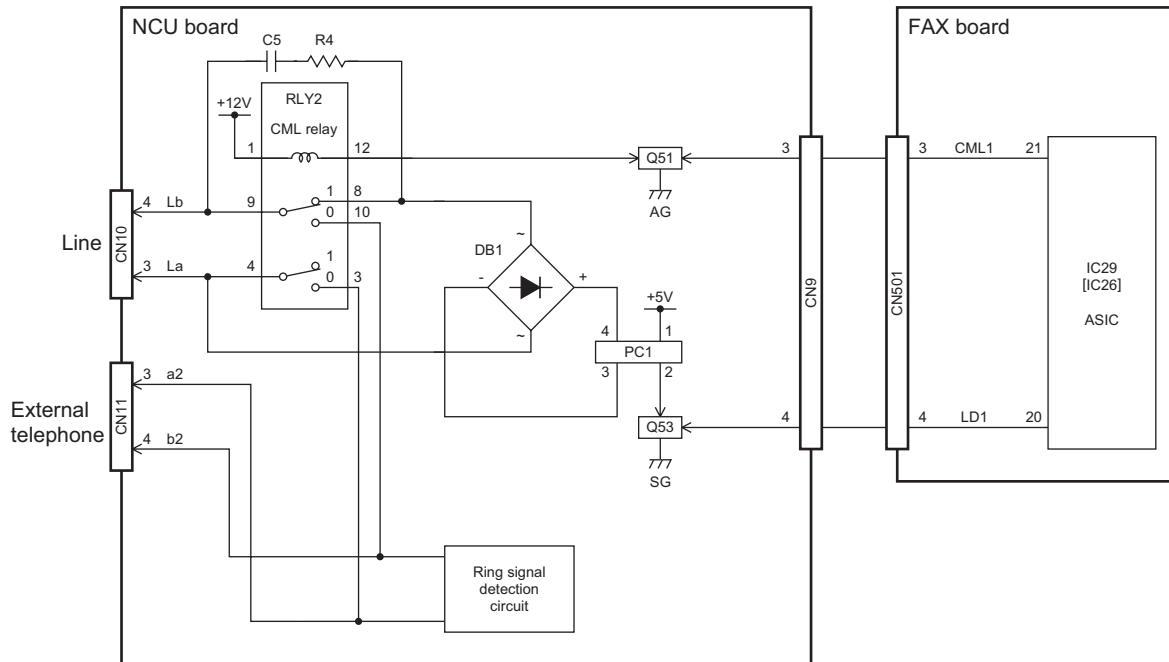 NCU board
FAX board
C5 R4
+12V
RLY2
CML relay
1 12
3 3 CML1 21
Q51
AG
4 Lb 9
1 8
0 10
Line
CN10
3 La 4
1
0 3
DB1
~
- +
~
+5V
4 1
PC1
3 2
CN9
CN501
IC29
[IC26]
ASIC
External
telephone
CN11
3 a2
4 b2
Q53
SG
4 4 LD1 20
Ring signal
detection
circuit